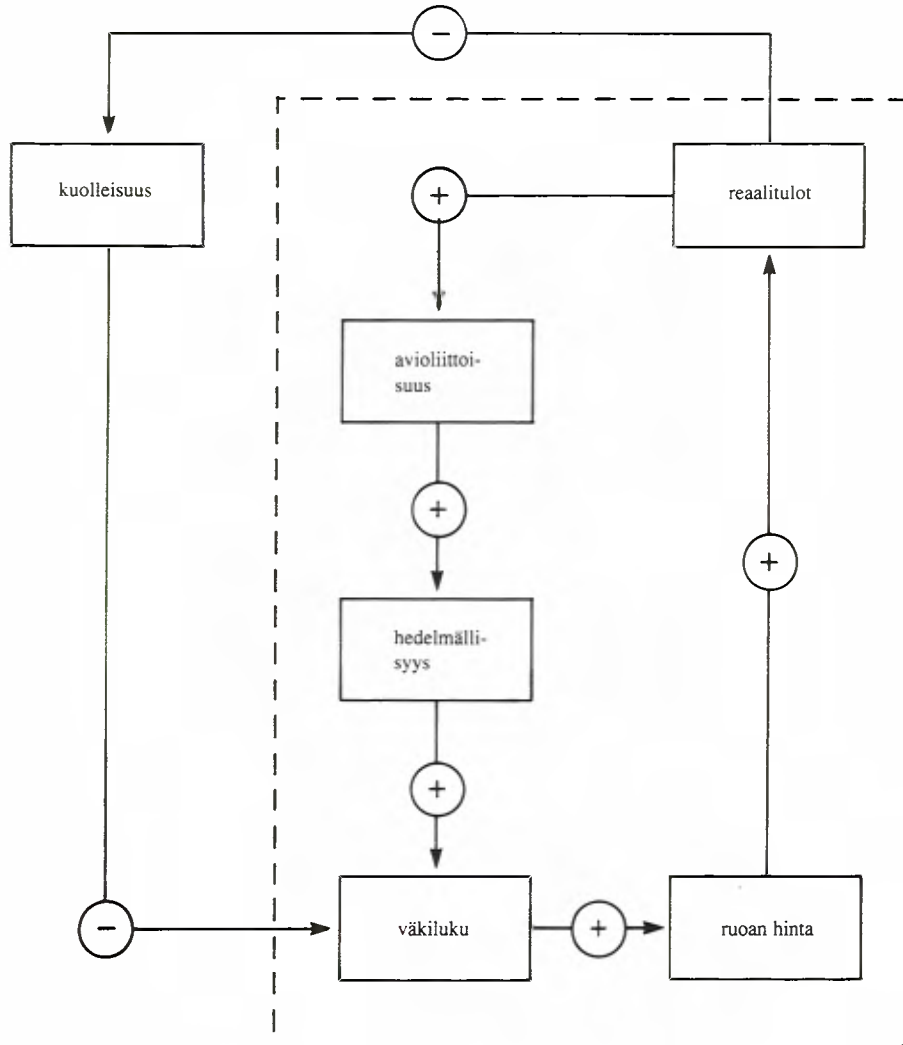 −
kuolleisuus
reaalitulot
+
avioliittoi-
suus
+
+
hedelmälli-
syys
+
−
väkiluku
+
ruoan hinta